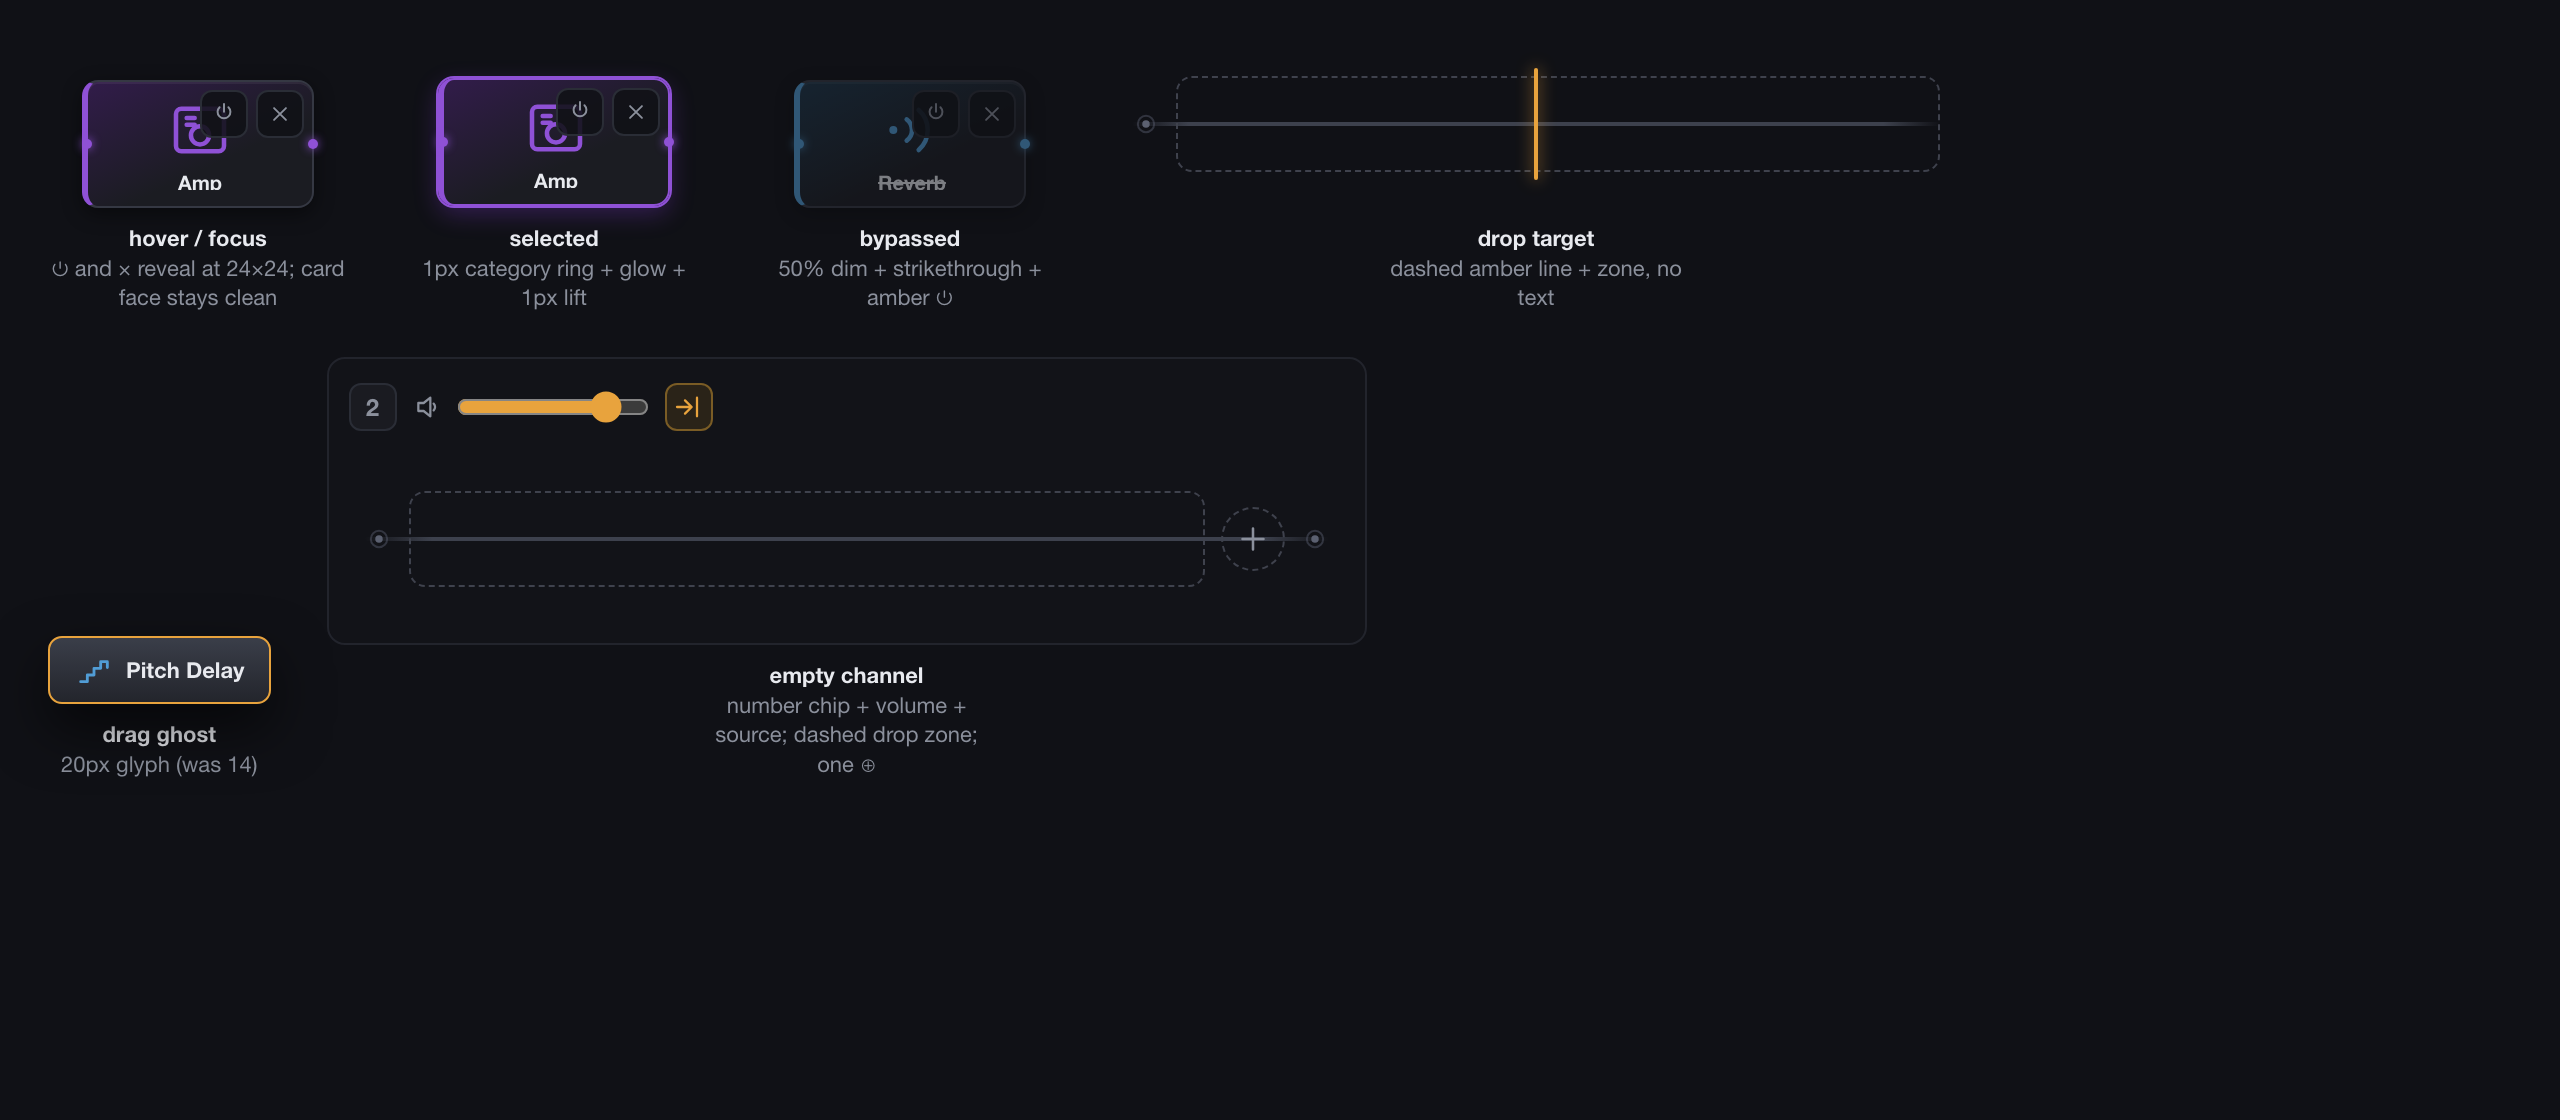 Amp
Amp
Reverb
hover / focus
⏻ and × reveal at 24×24; card
face stays clean
selected
1px category ring + glow +
1px lift
bypassed
50% dim + strikethrough +
amber ⏻
drop target
dashed amber line + zone, no
text
2
Pitch Delay
drag ghost
20px glyph (was 14)
empty channel
number chip + volume +
source; dashed drop zone;
one ⊕